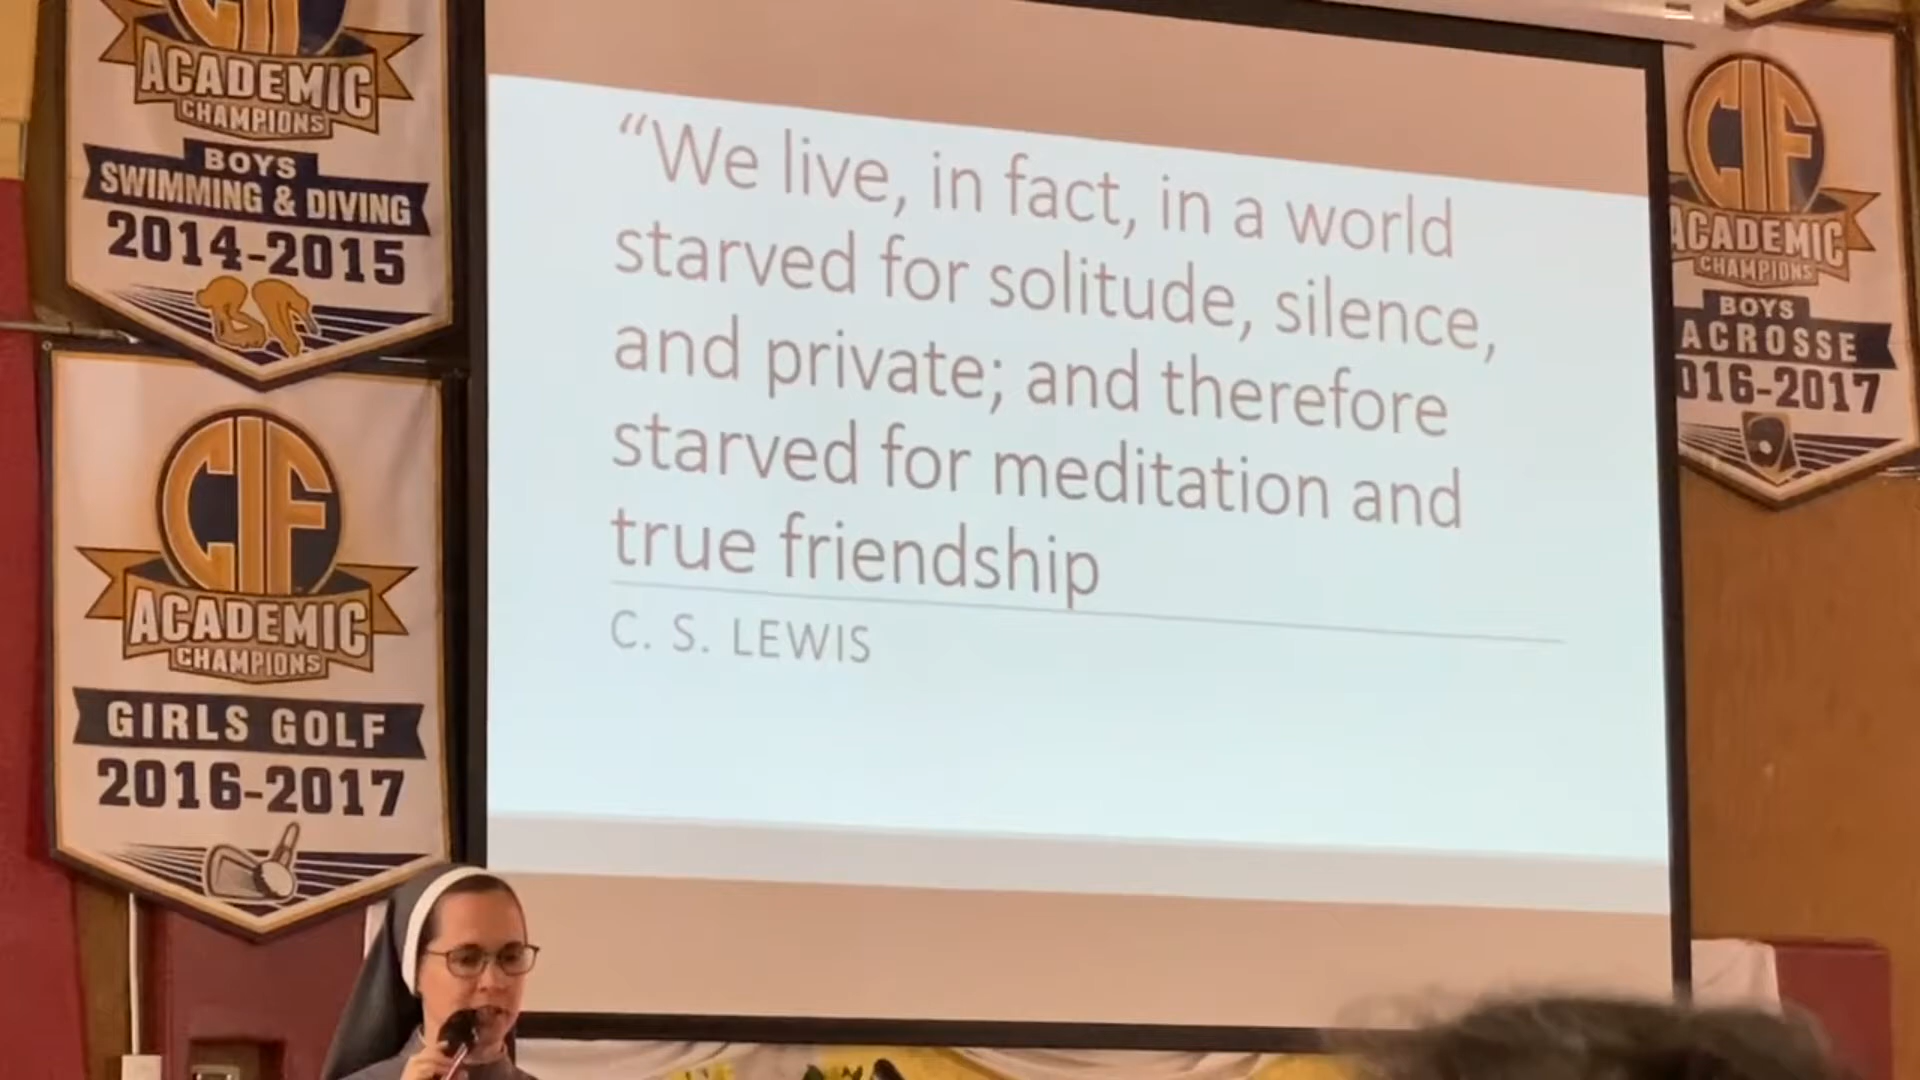 CIF
ACADEMIC
CHAMPIONS
BOYS
SWIMMING & DIVING
2014-2015
CIF
ACADEMIC
CHAMPIONS
GIRLS GOLF
2016-2017
“We live, in fact, in a world
starved for solitude, silence,
and private; and therefore
starved for meditation and
true friendship
C. S. LEWIS
CIF
ACADEMIC
CHAMPIONS
BOYS
ACROSSE
016-2017